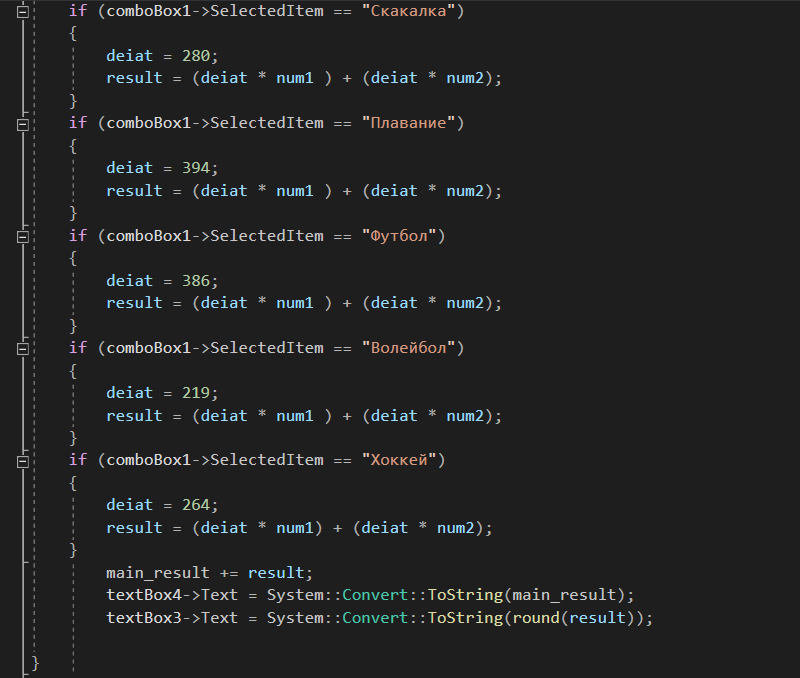 if (comboBox1->SelectedItem == "Скакалка")
{
deiat = 280;
result = (deiat * num1 ) + (deiat * num2);
}
if (comboBox1->SelectedItem == "Плавание")
{
deiat = 394;
result = (deiat * num1 ) + (deiat * num2);
}
if (comboBox1->SelectedItem == "Футбол")
{
deiat = 386;
result = (deiat * num1 ) + (deiat * num2);
}
if (comboBox1->SelectedItem == "Волейбол")
{
deiat = 219;
result = (deiat * num1 ) + (deiat * num2);
}
if (comboBox1->SelectedItem == "Хоккей")
{
deiat = 264;
result = (deiat * num1) + (deiat * num2);
}
main_result += result;
textBox4->Text = System::Convert::ToString(main_result);
textBox3->Text = System::Convert::ToString(round(result));
}